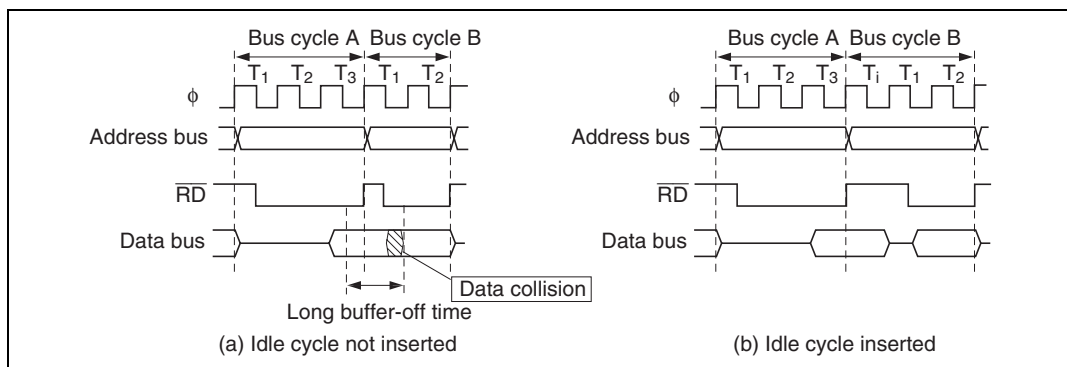 Bus cycle A Bus cycle B
T1 T2 T3 T1 T2
ϕ
Address bus
RD
Data bus
Data collision
Long buffer-off time
(a) Idle cycle not inserted
Bus cycle A Bus cycle B
T1 T2 T3 Ti T1 T2
ϕ
Address bus
RD
Data bus
(b) Idle cycle inserted